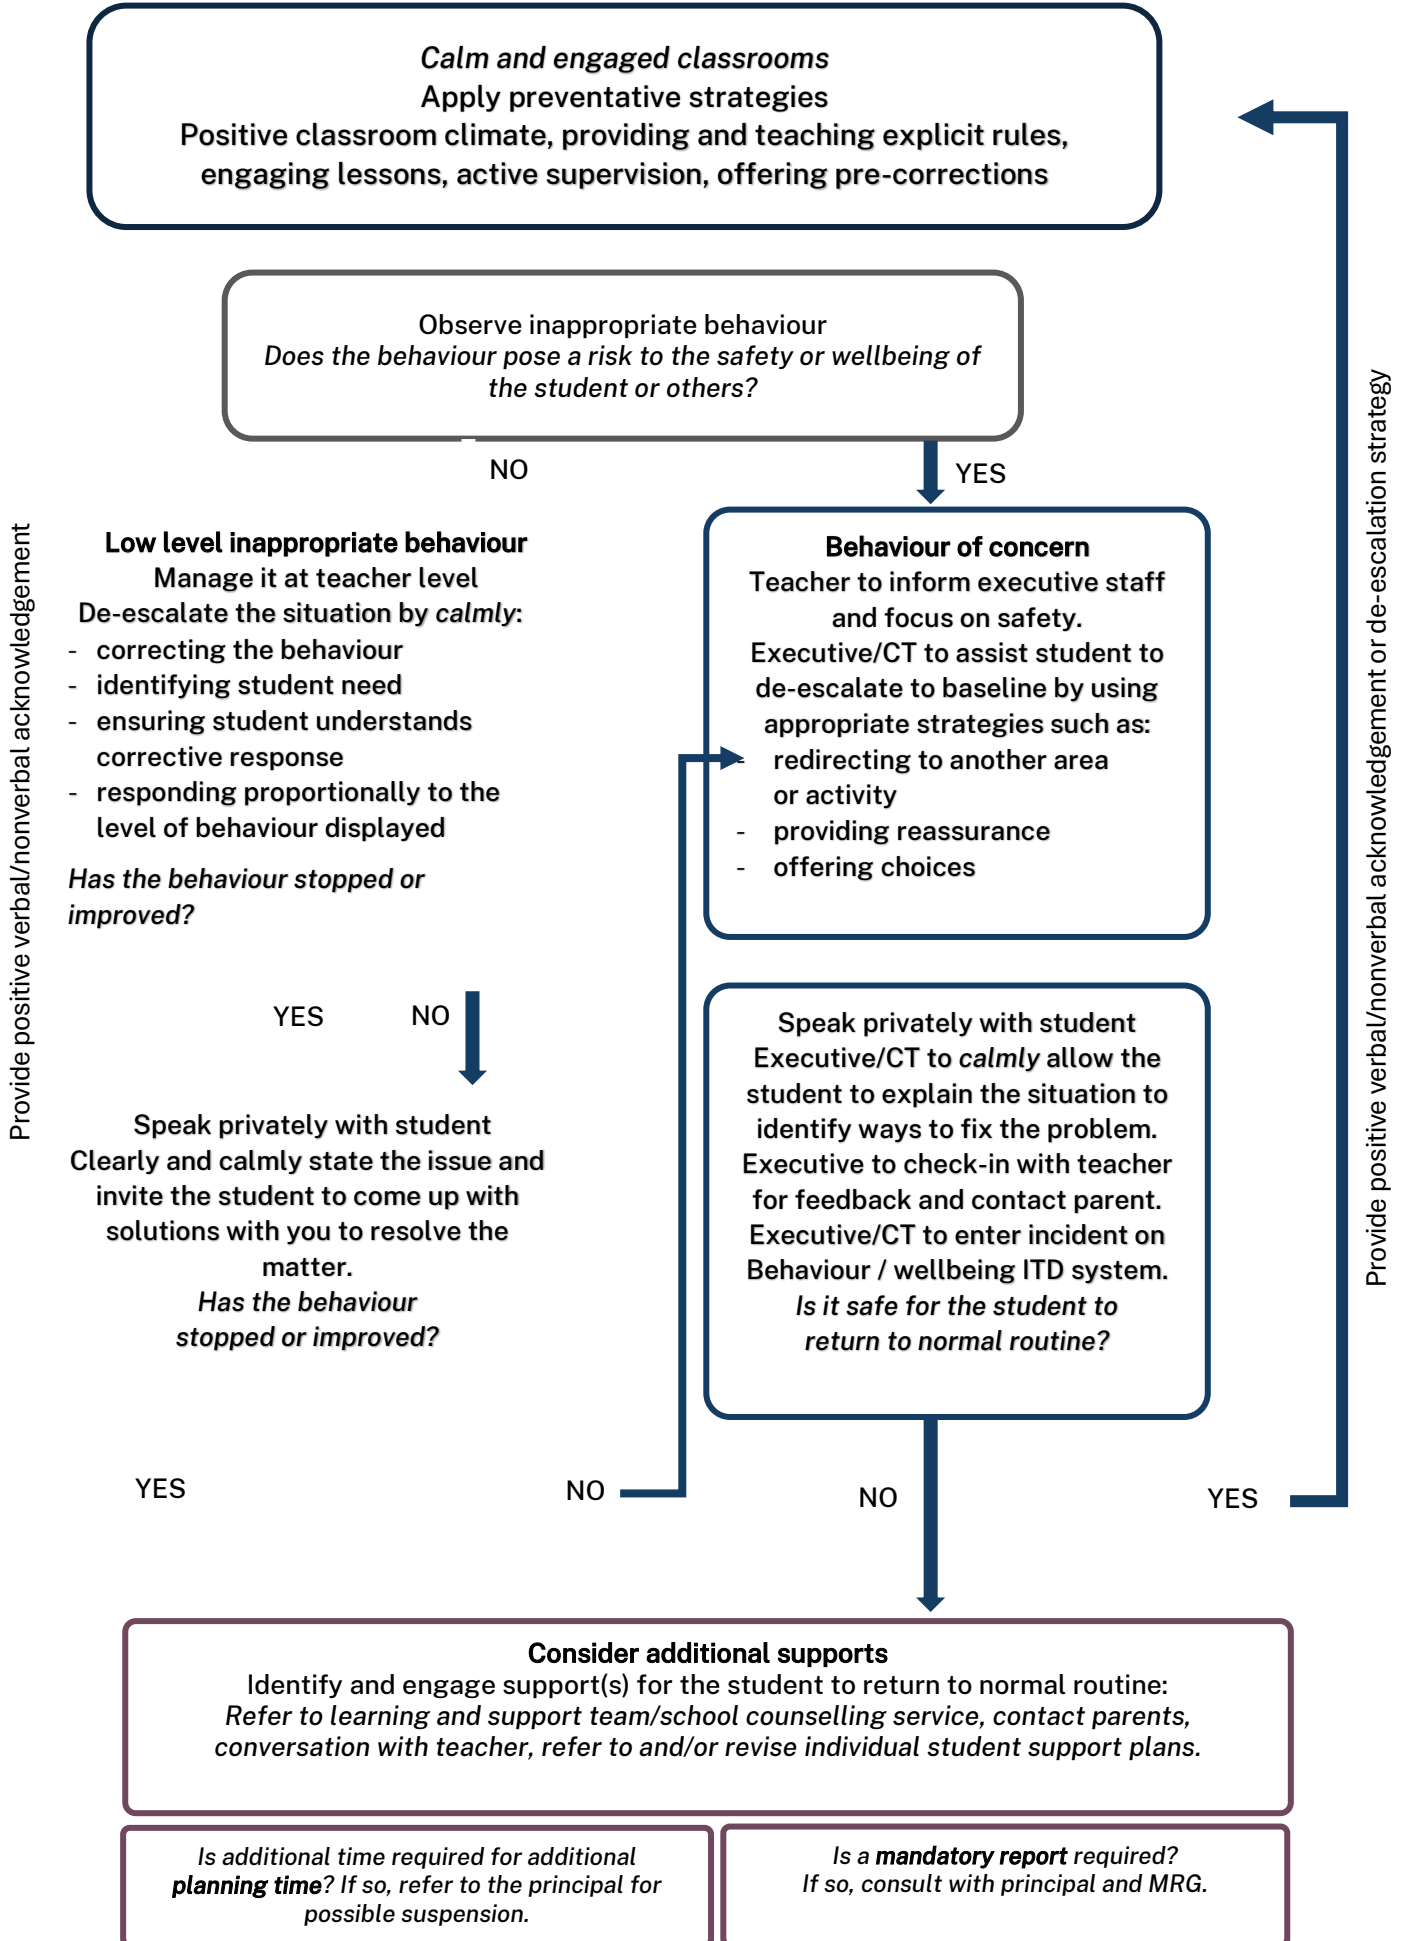 Calm and engaged classrooms
Apply preventative strategies
Positive classroom climate, providing and teaching explicit rules,
engaging lessons, active supervision, offering pre-corrections
Observe inappropriate behaviour
Does the behaviour pose a risk to the safety or wellbeing of
the student or others?
NO
YES
Provide positive verbal/nonverbal acknowledgement
Low level inappropriate behaviour
Manage it at teacher level
De-escalate the situation by calmly:
- correcting the behaviour
- identifying student need
- ensuring student understands
corrective response
- responding proportionally to the
level of behaviour displayed
Has the behaviour stopped or
improved?
YES
NO
Speak privately with student
Clearly and calmly state the issue and
invite the student to come up with
solutions with you to resolve the
matter.
Has the behaviour
stopped or improved?
YES
NO
Behaviour of concern
Teacher to inform executive staff
and focus on safety.
Executive/CT to assist student to
de-escalate to baseline by using
appropriate strategies such as:
- redirecting to another area
or activity
- providing reassurance
- offering choices
Speak privately with student
Executive/CT to calmly allow the
student to explain the situation to
identify ways to fix the problem.
Executive to check-in with teacher
for feedback and contact parent.
Executive/CT to enter incident on
Behaviour / wellbeing ITD system.
Is it safe for the student to
return to normal routine?
NO
YES
Provide positive verbal/nonverbal acknowledgement or de-escalation strategy
Consider additional supports
Identify and engage support(s) for the student to return to normal routine:
Refer to learning and support team/school counselling service, contact parents,
conversation with teacher, refer to and/or revise individual student support plans.
Is additional time required for additional
planning time? If so, refer to the principal for
possible suspension.
Is a mandatory report required?
If so, consult with principal and MRG.